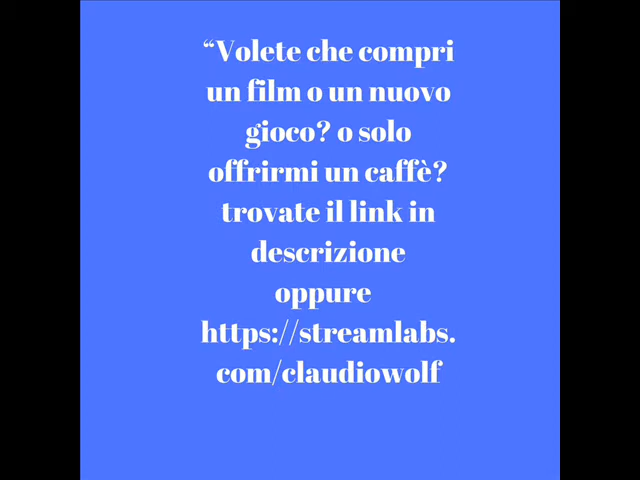 “Volete che compri
un film o un nuovo
gioco? o solo
offrirmi un caffè?
trovate il link in
descrizione
oppure
https://streamlabs.
com/claudiowolf